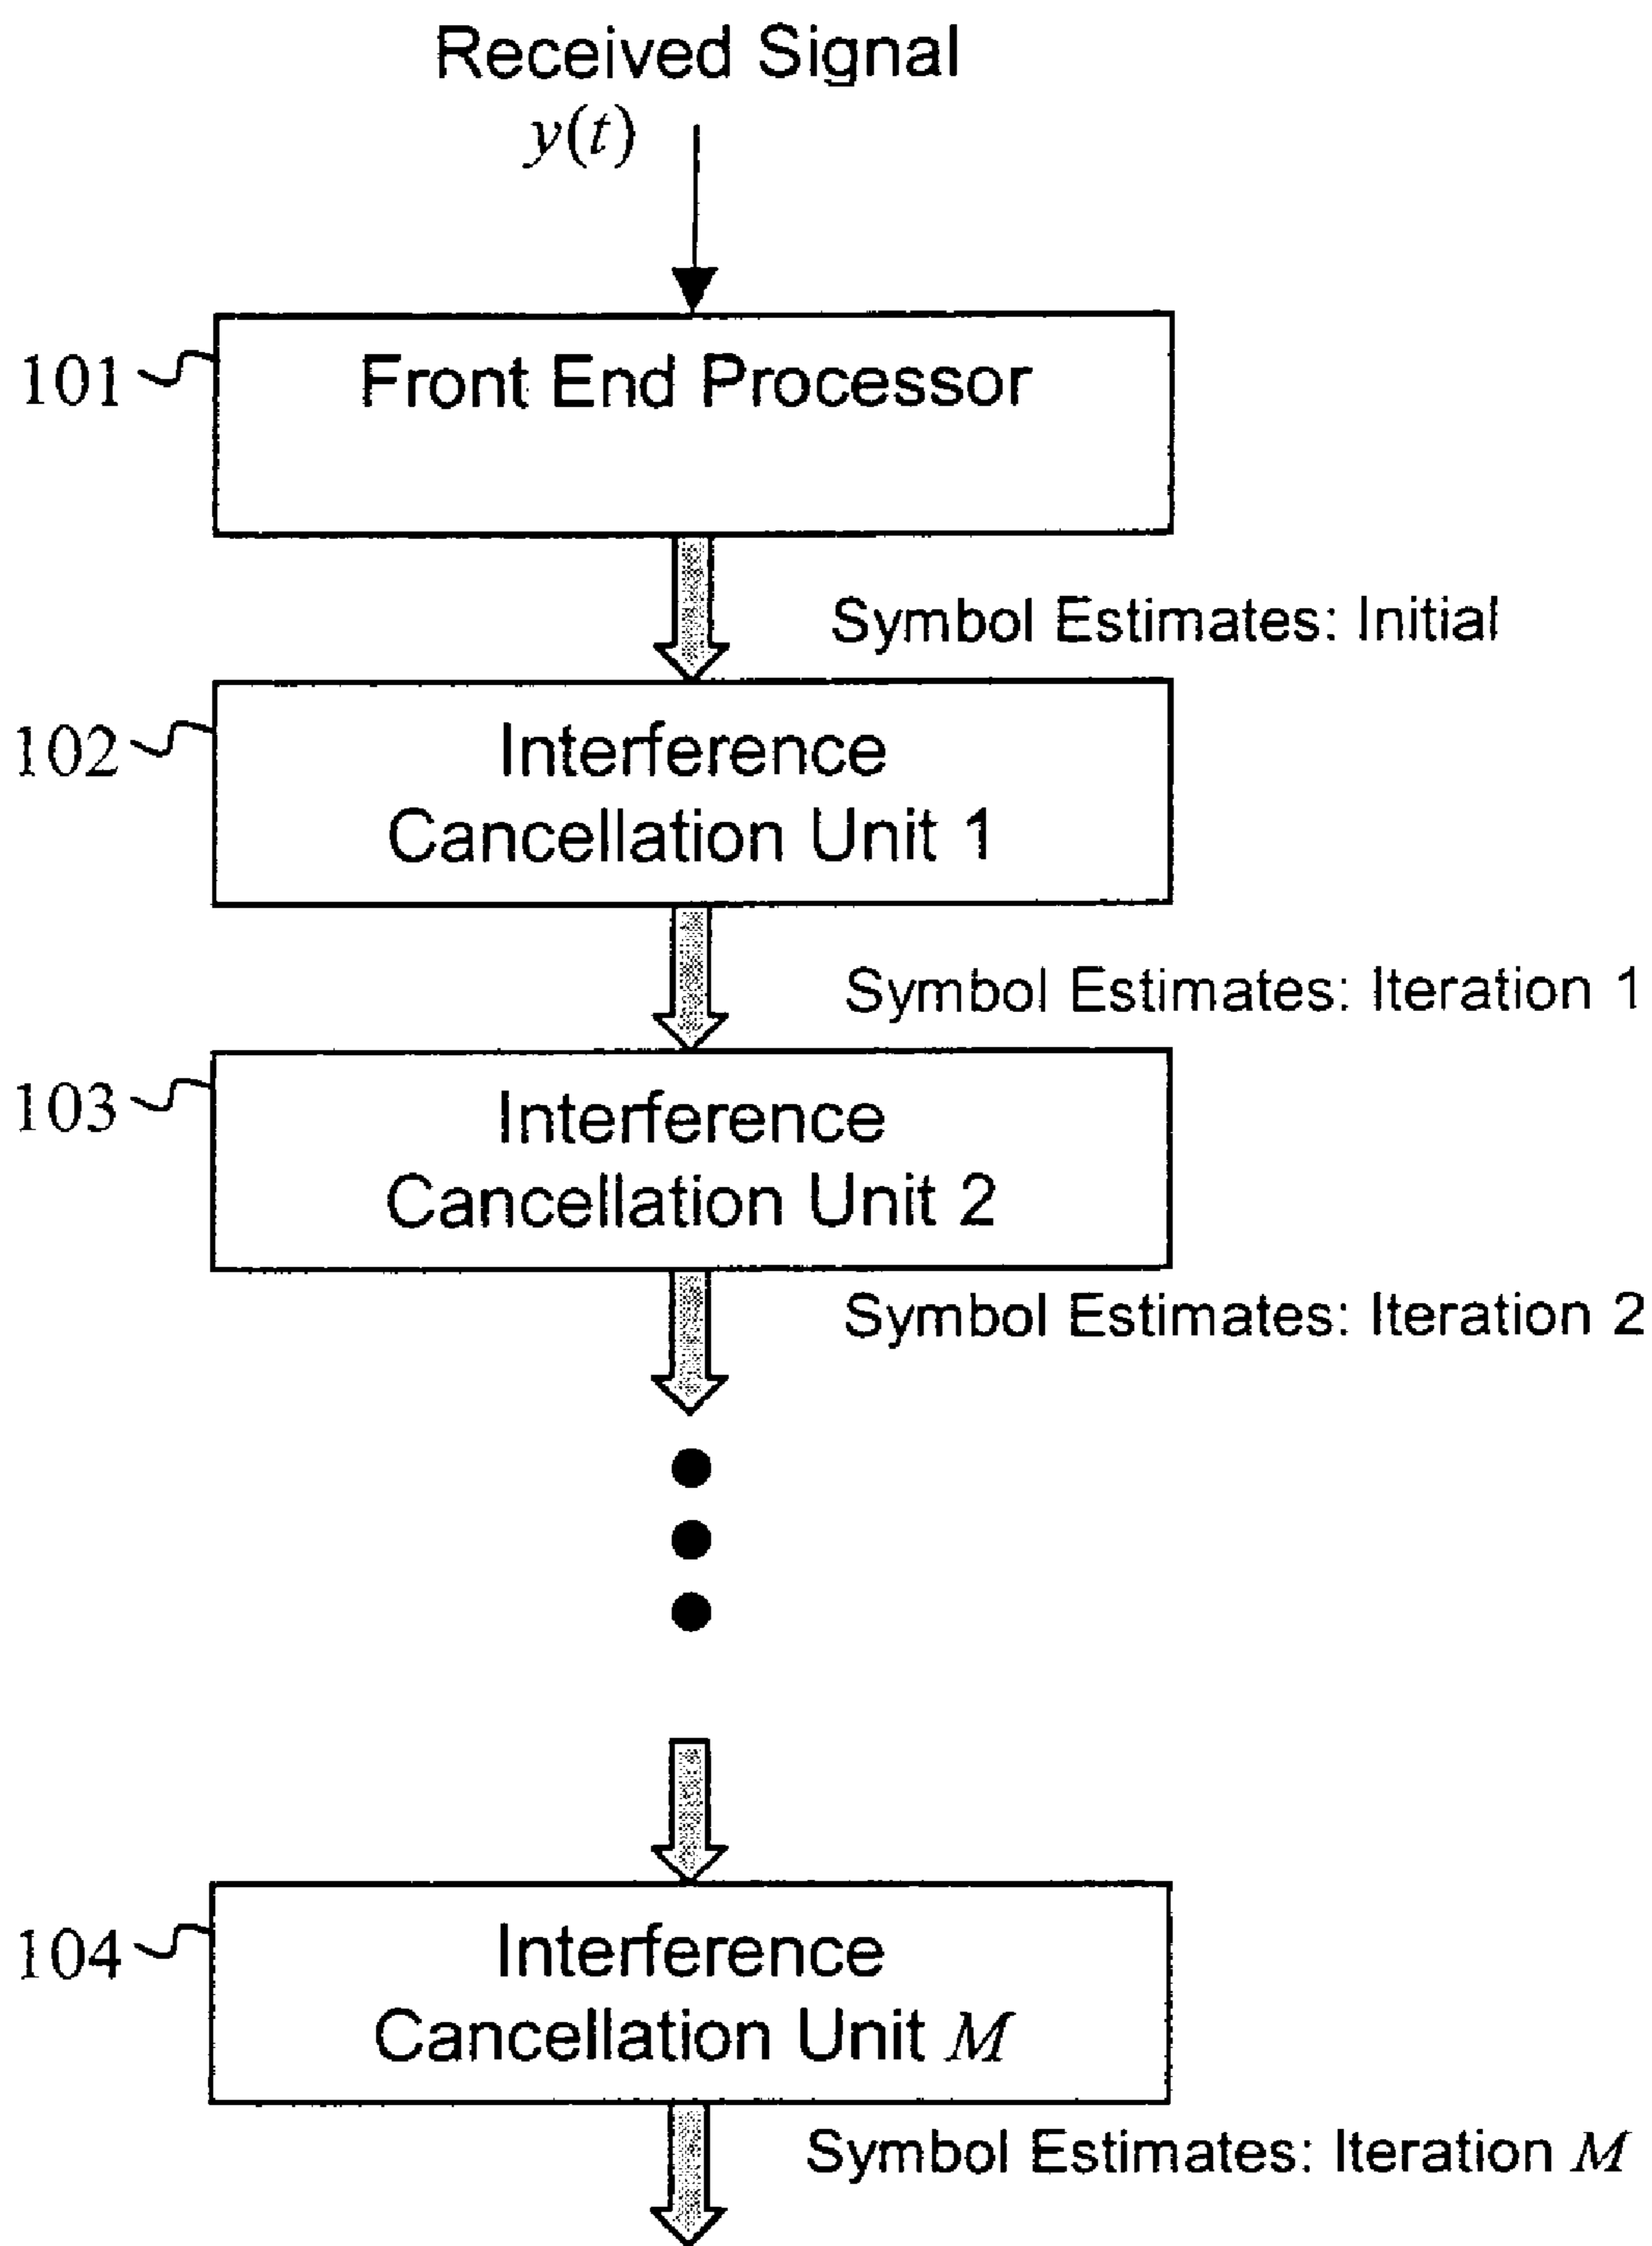 Received Signal
y(t)
101
Front End Processor
Symbol Estimates: Initial
102
Interference
Cancellation Unit 1
Symbol Estimates: Iteration 1
103
Interference
Cancellation Unit 2
Symbol Estimates: Iteration 2
104
Interference
Cancellation Unit M
Symbol Estimates: Iteration M